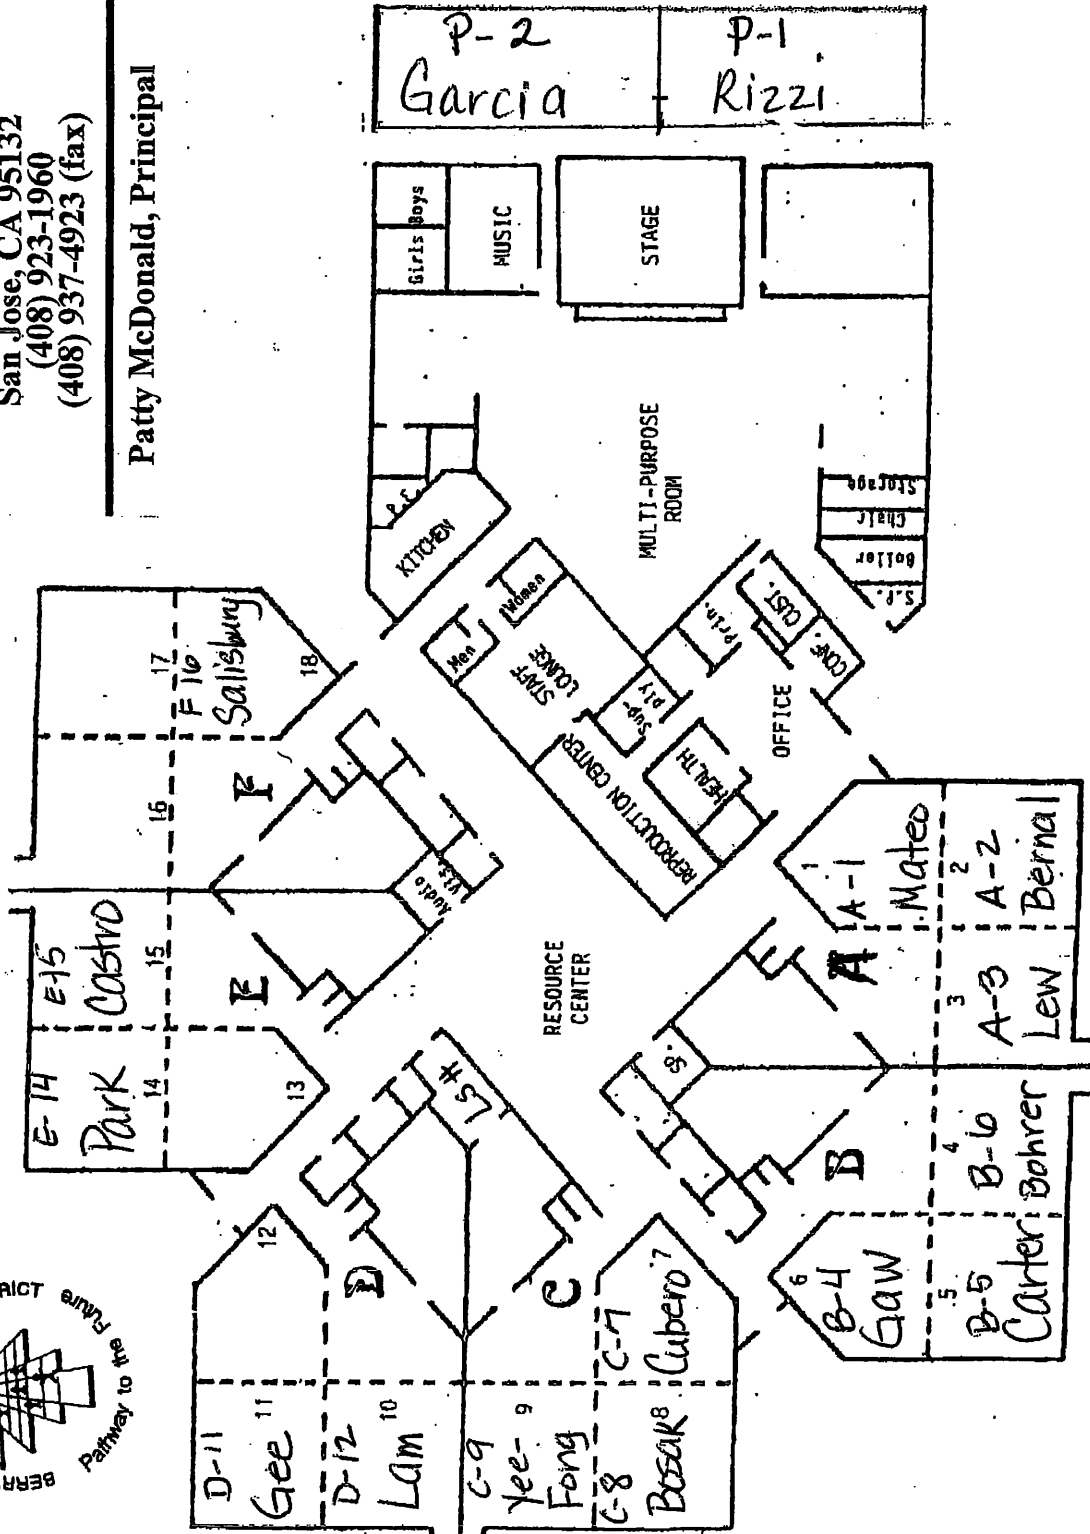 San Jose, CA 95132
(408) 923-1960
(408) 937-4923 (fax)
Patty McDonald, Principal
P-2
Garcia
P-1
Rizzi
Girls
Boys
MUSIC
STAGE
MULTI-PURPOSE
ROOM
KITCHEN
Storage
Chair
Boiler
S.P.
Men
Women
STAFF
LOUNGE
Sup-
ply
Prin.
CUST.
CONF.
OFFICE
HEALTH
REPRODUCTION CENTER
RESOURCE
CENTER
17
F 16
Salisbury
18
16
F
Audio
Vis.
E-15
Castro
15
E
E-14
Park
14
13
LS#
12
D
D-11
Gee
11
D-12
Lam
10
C-9
Yee-
Fong
9
C
C-8
Bosak
8
C-7
Cubero
7
B
B-4
Gaw
6
B-5
Carter
5
B-6
Bohrer
4
A
A-3
Lew
3
A-2
Bernal
2
A-1
Mateo
1
RICT
Pathway to the Future
BERR